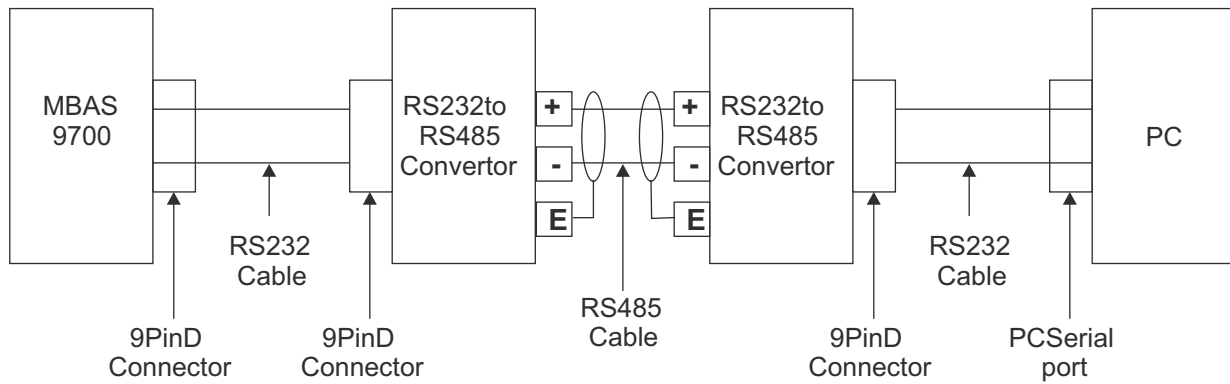 MBAS
9700
RS232to
RS485
Convertor
+
-
E
+
-
E
RS232to
RS485
Convertor
PC
RS232
Cable
RS485
Cable
RS232
Cable
9PinD
Connector
9PinD
Connector
9PinD
Connector
PCSerial
port